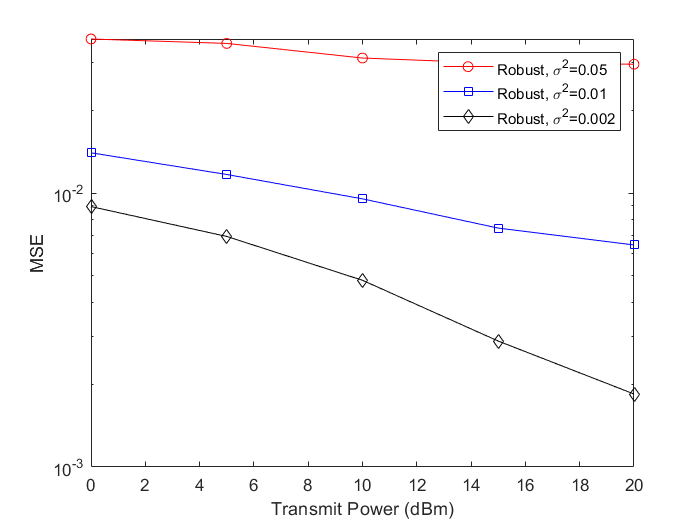 Robust, σ²=0.05
Robust, σ²=0.01
Robust, σ²=0.002
10⁻²
MSE
10⁻³
0 2 4 6 8 10 12 14 16 18 20
Transmit Power (dBm)